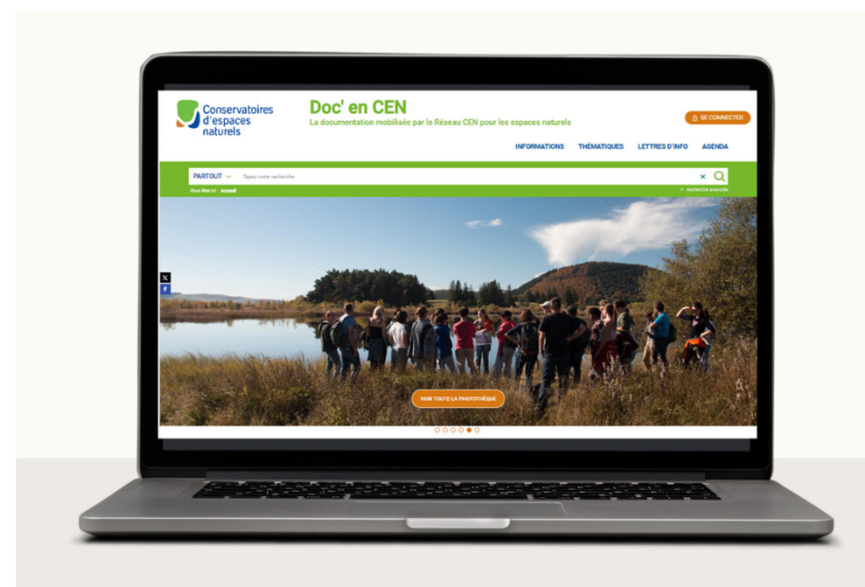 Conservatoires
d'espaces
naturels
Doc' en CEN
La documentation mobilisée par le Réseau CEN pour les espaces naturels
SE CONNECTER
INFORMATIONS THÉMATIQUES LETTRES D'INFO AGENDA
PARTOUT Tapez votre recherche
Vous êtes ici Accueil
+ recherche avancée
VOIR TOUTE LA PHOTOTHÈQUE